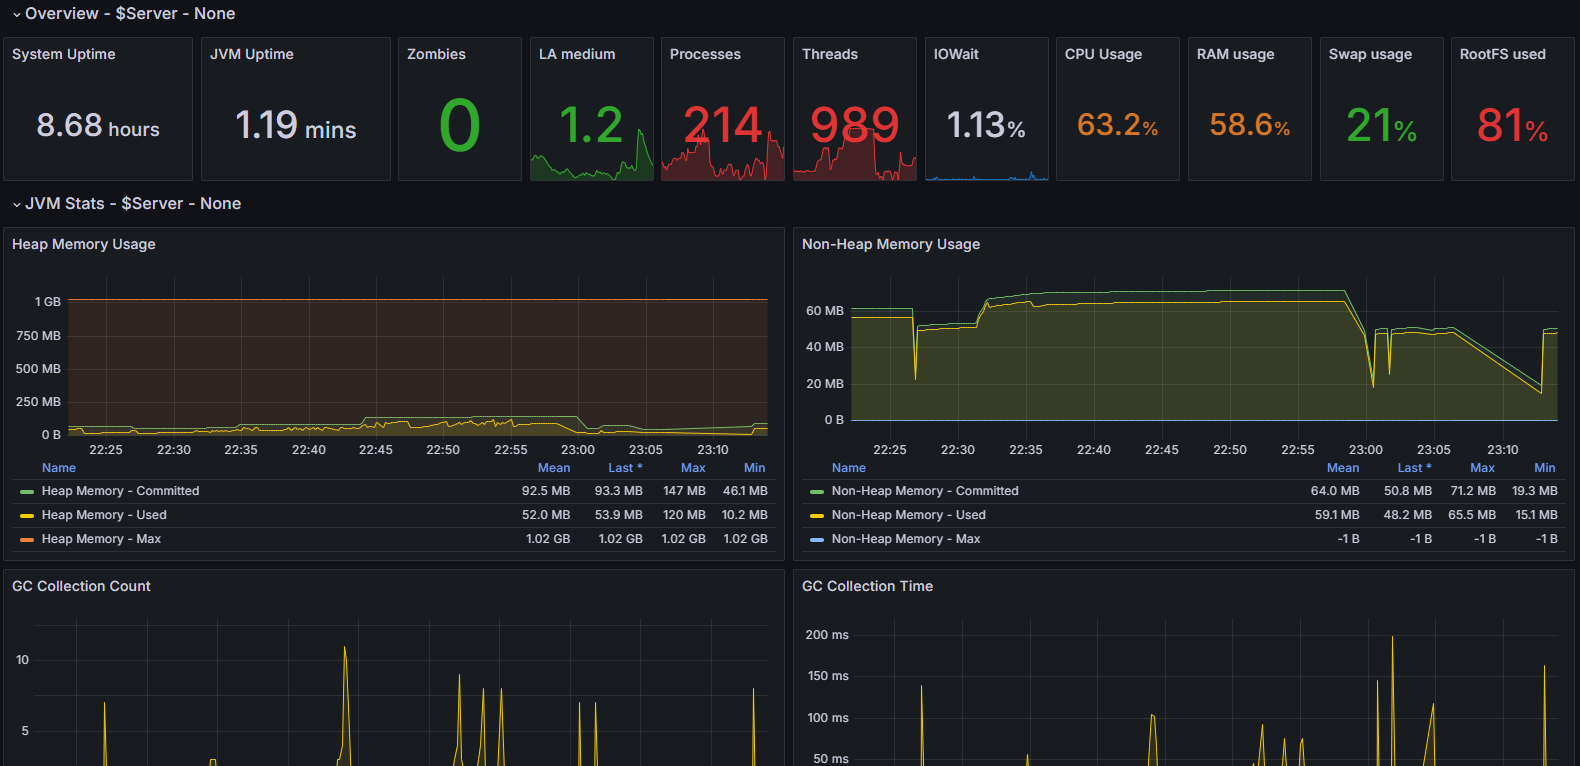 Overview - $Server - None
System Uptime
JVM Uptime
Zombies
LA medium
Processes
Threads
IOWait
CPU Usage
RAM usage
Swap usage
RootFS used
8.68 hours
1.19 mins
0
1.2
214
989
1.13%
63.2%
58.6%
21%
81%
JVM Stats - $Server - None
Heap Memory Usage
1 GB
750 MB
500 MB
250 MB
0 B
22:25 22:30 22:35 22:40 22:45 22:50 22:55 23:00 23:05 23:10
Name Mean Last * Max Min
Heap Memory - Committed 92.5 MB 93.3 MB 147 MB 46.1 MB
Heap Memory - Used 52.0 MB 53.9 MB 120 MB 10.2 MB
Heap Memory - Max 1.02 GB 1.02 GB 1.02 GB 1.02 GB
Non-Heap Memory Usage
60 MB
40 MB
20 MB
0 B
22:25 22:30 22:35 22:40 22:45 22:50 22:55 23:00 23:05 23:10
Name Mean Last * Max Min
Non-Heap Memory - Committed 64.0 MB 50.8 MB 71.2 MB 19.3 MB
Non-Heap Memory - Used 59.1 MB 48.2 MB 65.5 MB 15.1 MB
Non-Heap Memory - Max -1 B -1 B -1 B -1 B
GC Collection Count
10
5
GC Collection Time
200 ms
150 ms
100 ms
50 ms